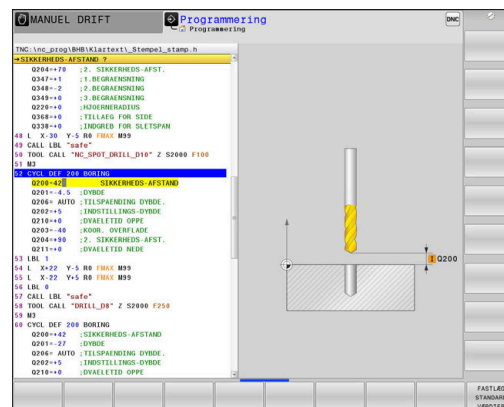 MANUEL DRIFT
Programmering
Programmering
DNC
TNC:\nc_prog\BHB\Klartext\_Stempel_stamp.h
→SIKKERHEDS-AFSTAND ?
Q204=+70 ;2. SIKKERHEDS-AFST.
Q347=+1 ;1.BEGRAENSNING
Q348=-2 ;2.BEGRAENSNING
Q349=+0 ;3.BEGRAENSNING
Q220=+0 ;HJOERNERADIUS
Q368=+0 ;TILLAEG FOR SIDE
Q338=+0 ;INDGREB FOR SLETSPAN
48 L X-30 Y-5 R0 FMAX M99
49 CALL LBL "safe"
50 TOOL CALL "NC_SPOT_DRILL_D10" Z S2000 F100
51 M3
52 CYCL DEF 200 BORING
Q200=42 SIKKERHEDS-AFSTAND
Q201=-4.5 ;DYBDE
Q206= AUTO ;TILSPAENDING DYBDE.
Q202=+5 ;INDSTILLINGS-DYBDE
Q210=+0 ;DVAELETID OPPE
Q203=-40 ;KOOR. OVERFLADE
Q204=+90 ;2. SIKKERHEDS-AFST.
Q211=+0 ;DVAELETID NEDE
53 LBL 1
54 L X+22 Y-5 R0 FMAX M99
55 L X-22 Y+5 R0 FMAX M99
56 LBL 0
57 CALL LBL "safe"
58 TOOL CALL "DRILL_D8" Z S2000 F250
59 M3
60 CYCL DEF 200 BORING
Q200=+42 ;SIKKERHEDS-AFSTAND
Q201=-27 ;DYBDE
Q206= AUTO ;TILSPAENDING DYBDE.
Q202=+5 ;INDSTILLINGS-DYBDE
Q210=+0 ;DVAELETID OPPE
Q200
FASTLÆG
STANDARD
VÆRDIER